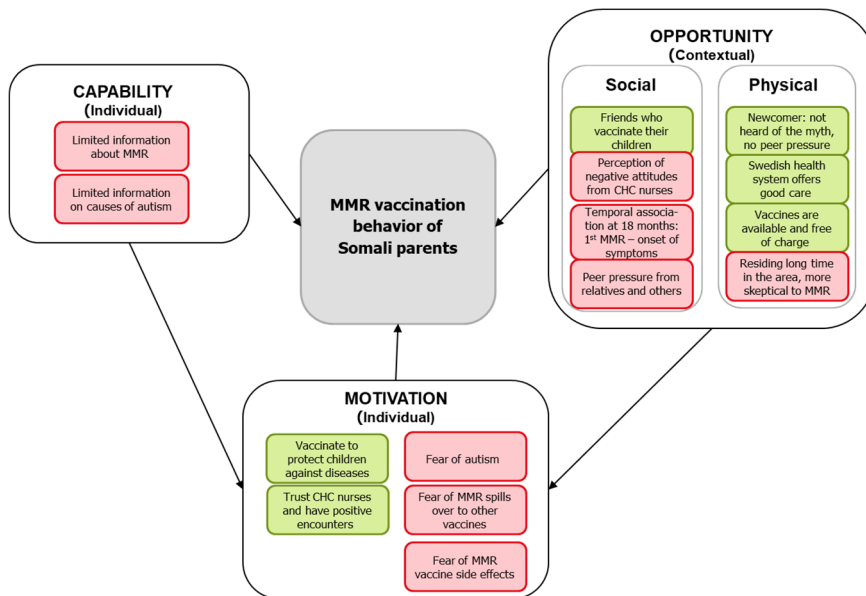 CAPABILITY
(Individual)
Limited information
about MMR
Limited information
on causes of autism
MMR vaccination
behavior of
Somali parents
OPPORTUNITY
(Contextual)
Social
Friends who
vaccinate their
children
Perception of
negative attitudes
from CHC nurses
Temporal associa-
tion at 18 months:
1st MMR – onset of
symptoms
Peer pressure from
relatives and others
Physical
Newcomer: not
heard of the myth,
no peer pressure
Swedish health
system offers
good care
Vaccines are
available and free
of charge
Residing long time
in the area, more
skeptical to MMR
MOTIVATION
(Individual)
Vaccinate to
protect children
against diseases
Trust CHC nurses
and have positive
encounters
Fear of autism
Fear of MMR spills
over to other
vaccines
Fear of MMR
vaccine side effects